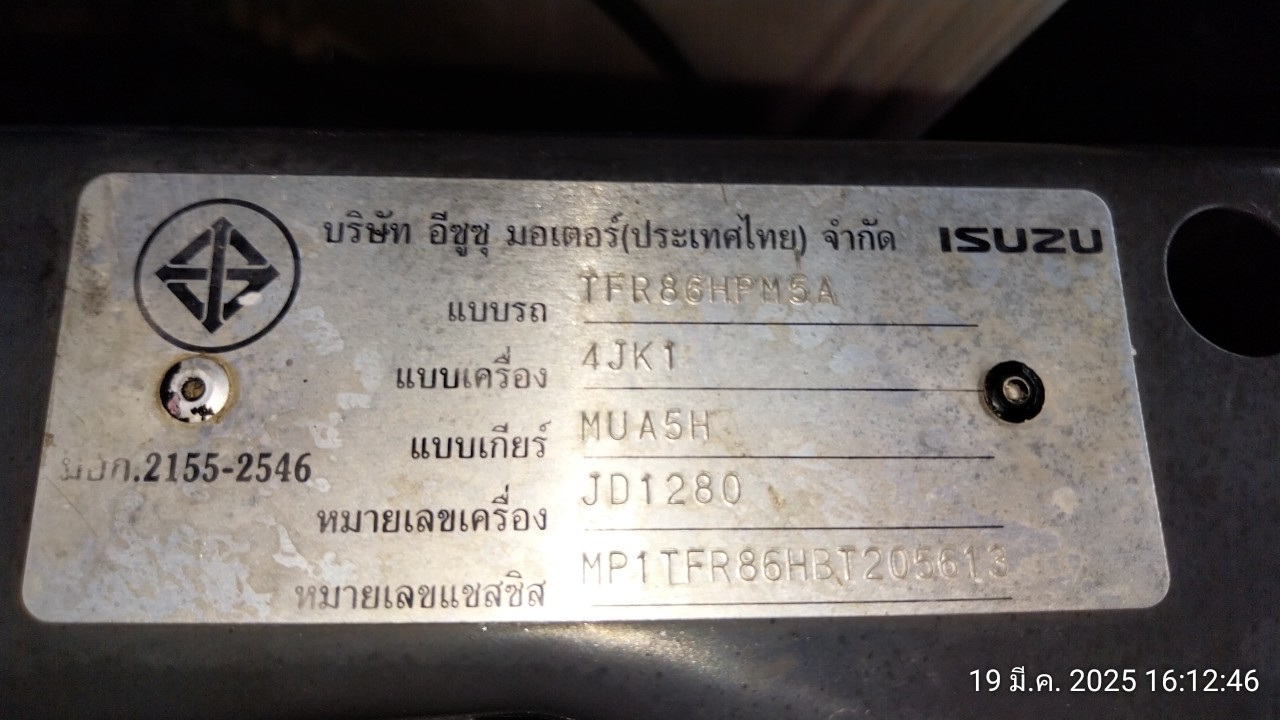 บริษัท อีซูซุ มอเตอร์(ประเทศไทย) จำกัด ISUZU
แบบรถ TFR86HPM5A
แบบเครื่อง 4JK1
แบบเกียร์ MUA5H
มอก.2155-2546
หมายเลขเครื่อง JD1280
หมายเลขแชสซิส MP1TFR86HBT205613
19 มี.ค. 2025 16:12:46